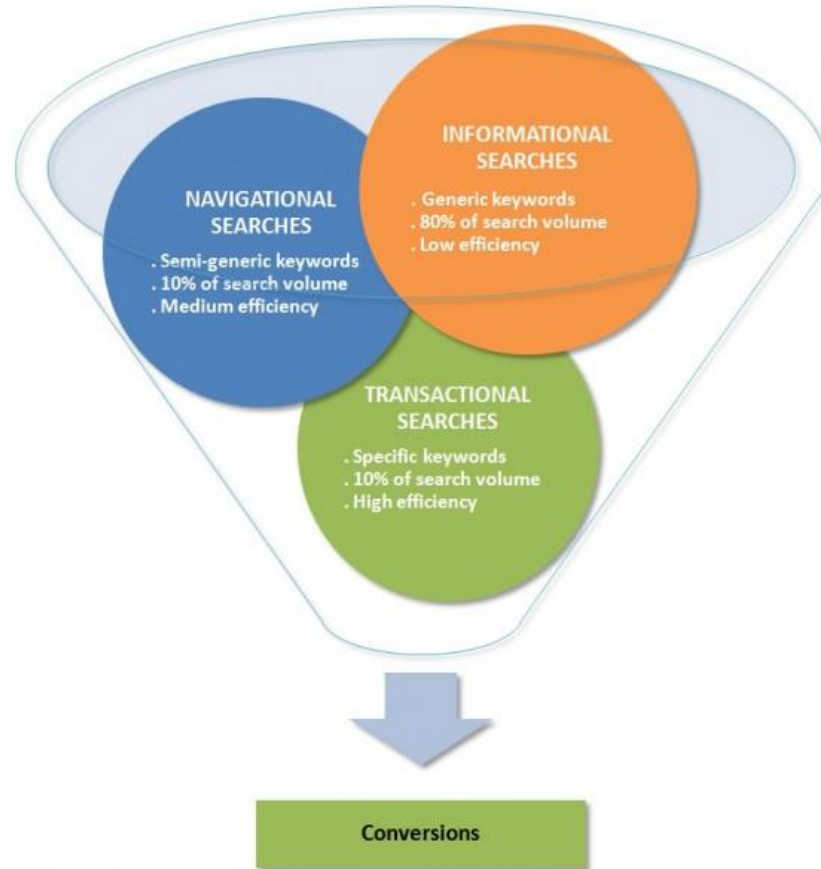 INFORMATIONAL
SEARCHES
. Generic keywords
. 80% of search volume
. Low efficiency
NAVIGATIONAL
SEARCHES
. Semi-generic keywords
. 10% of search volume
. Medium efficiency
TRANSACTIONAL
SEARCHES
. Specific keywords
. 10% of search volume
. High efficiency
Conversions